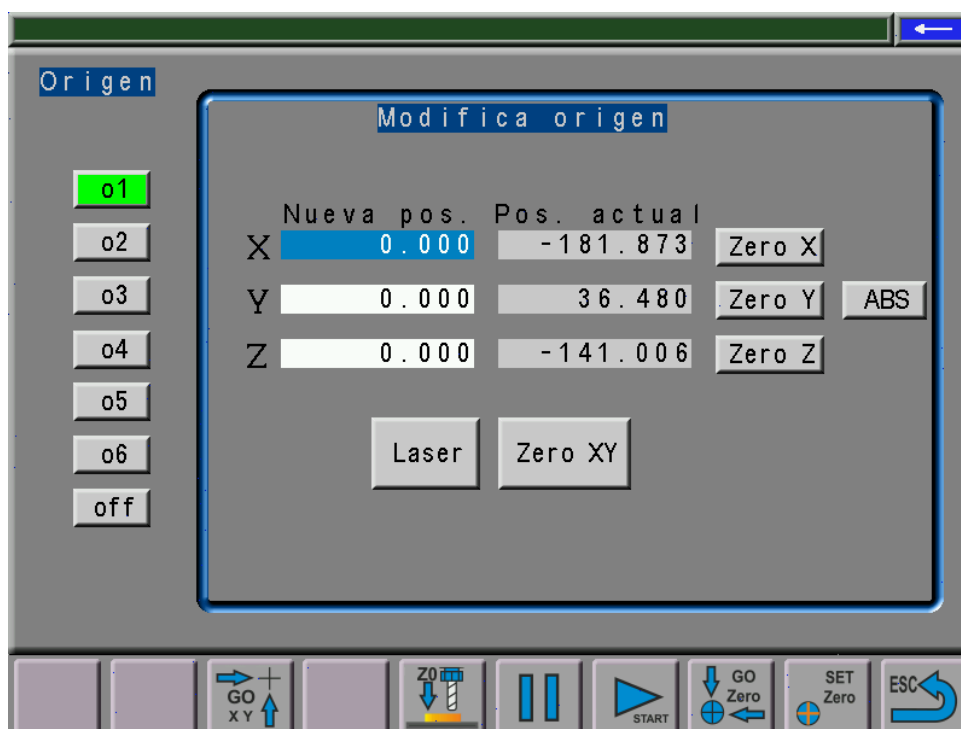 Origen
Modifica origen
o1
o2
o3
o4
o5
o6
off
Nueva pos. Pos. actual
X 0.000 -181.873 Zero X
Y 0.000 36.480 Zero Y ABS
Z 0.000 -141.006 Zero Z
Laser Zero XY
GO
X Y
Z0
START
GO
Zero
SET
Zero
ESC